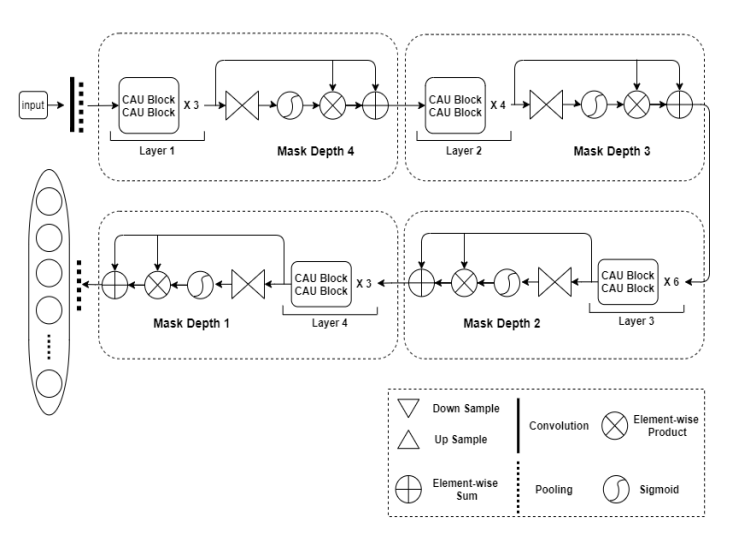 input
CAU Block
CAU Block
X 3
Layer 1
Mask Depth 4
CAU Block
CAU Block
X 4
Layer 2
Mask Depth 3
Mask Depth 1
CAU Block
CAU Block
X 3
Layer 4
Mask Depth 2
CAU Block
CAU Block
X 6
Layer 3
Down Sample
Up Sample
Convolution
Element-wise
Product
Element-wise
Sum
Pooling
Sigmoid